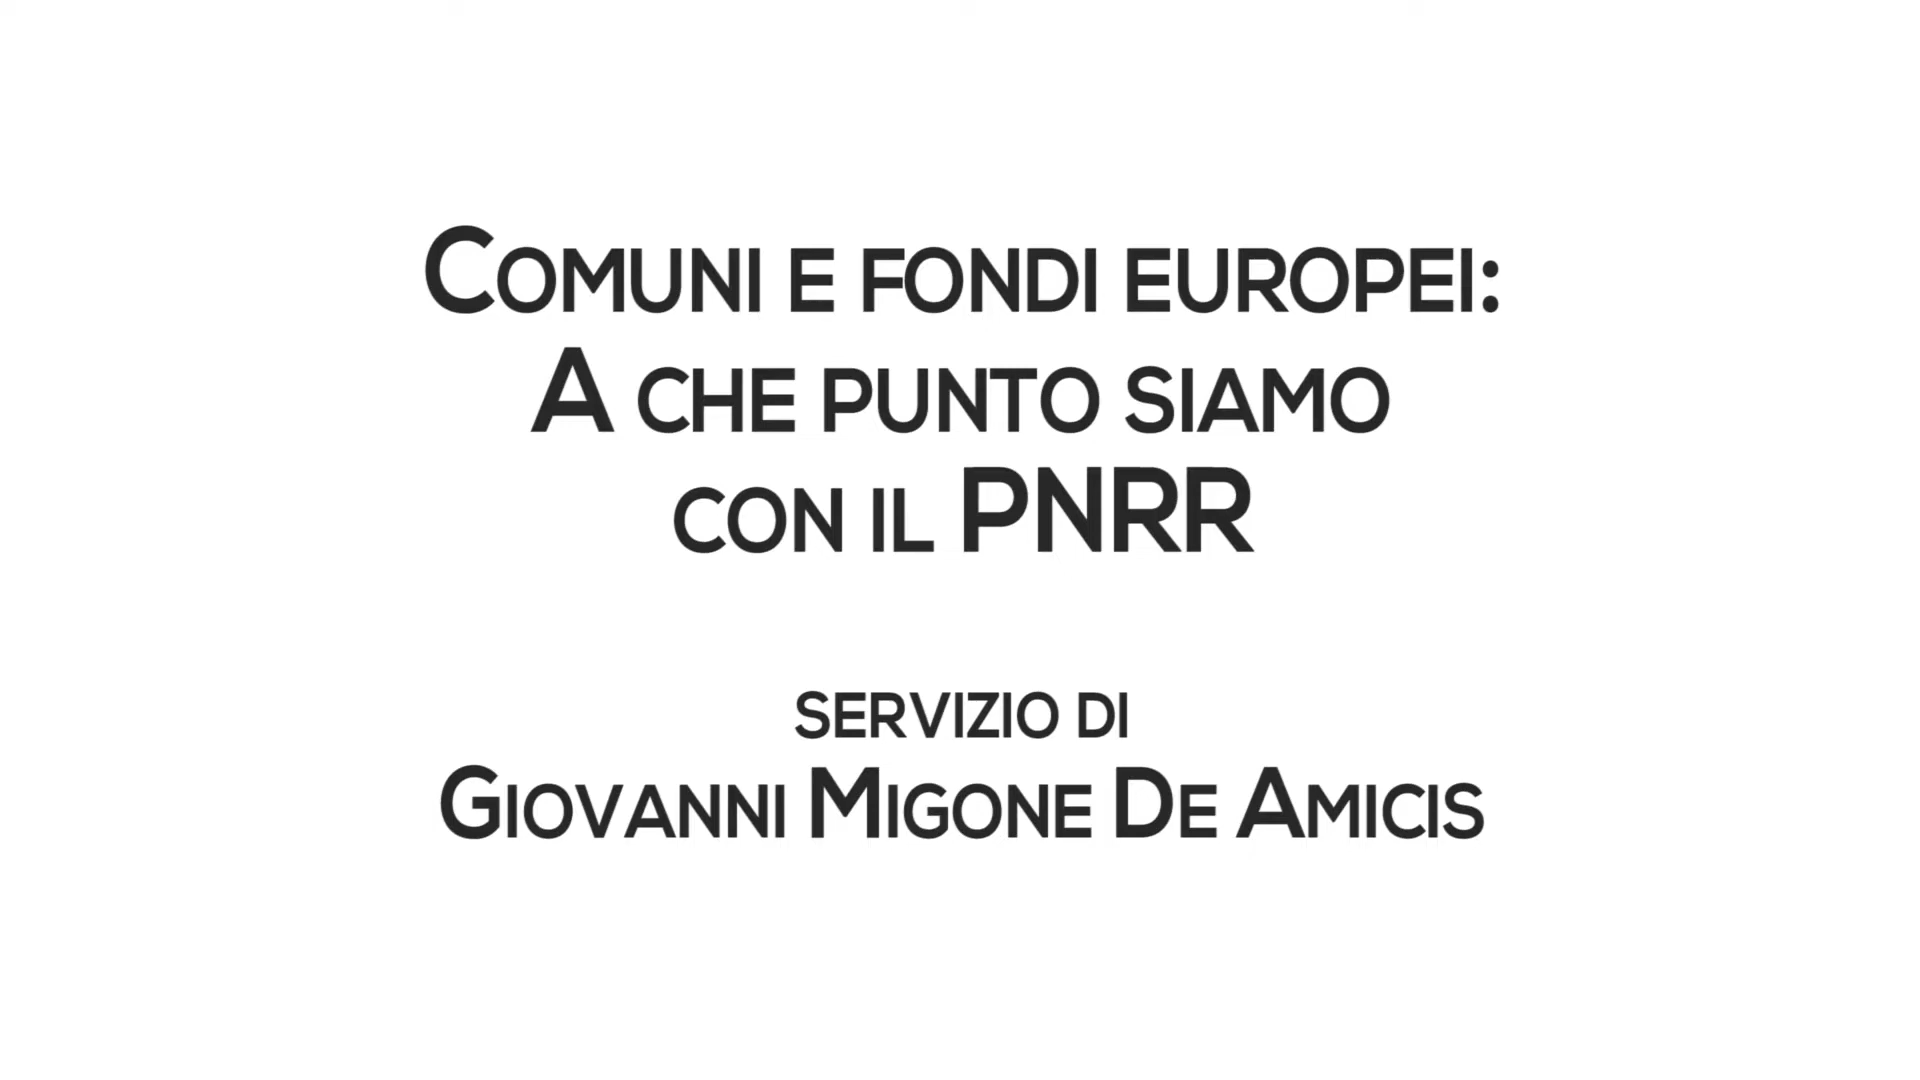 Comuni e fondi europei:
A che punto siamo
con il PNRR
servizio di
Giovanni Migone De Amicis